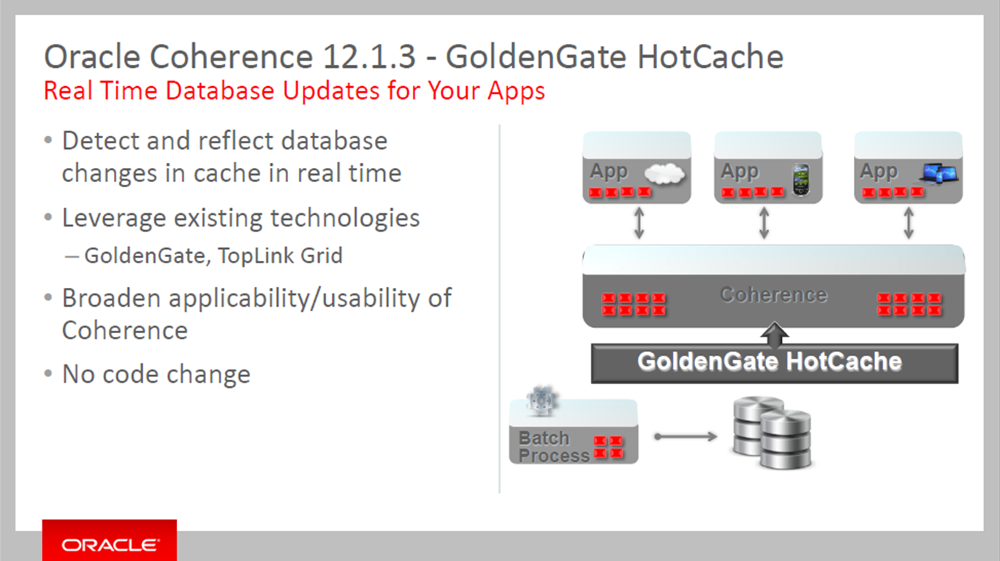 Oracle Coherence 12.1.3 - GoldenGate HotCache
Real Time Database Updates for Your Apps
• Detect and reflect database
changes in cache in real time
• Leverage existing technologies
– GoldenGate, TopLink Grid
• Broaden applicability/usability of
Coherence
• No code change
App
App
App
Coherence
GoldenGate HotCache
Batch
Process
ORACLE®